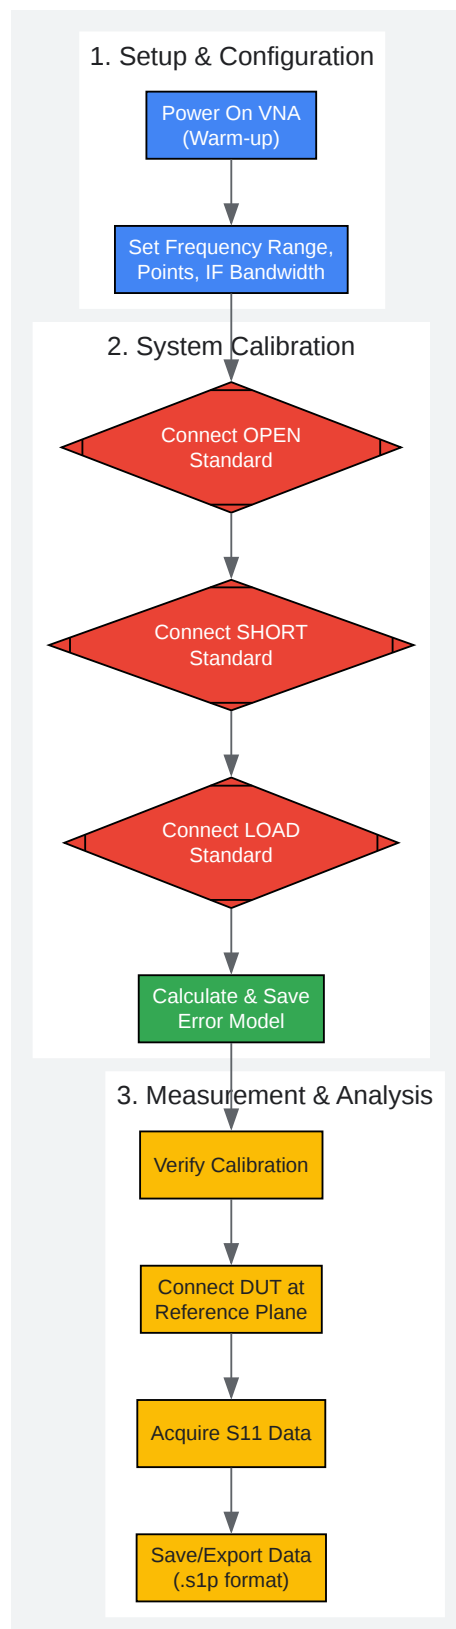 1. Setup & Configuration
Power On VNA
(Warm-up)
Set Frequency Range,
Points, IF Bandwidth
2. System Calibration
Connect OPEN
Standard
Connect SHORT
Standard
Connect LOAD
Standard
Calculate & Save
Error Model
3. Measurement & Analysis
Verify Calibration
Connect DUT at
Reference Plane
Acquire S11 Data
Save/Export Data
(.s1p format)